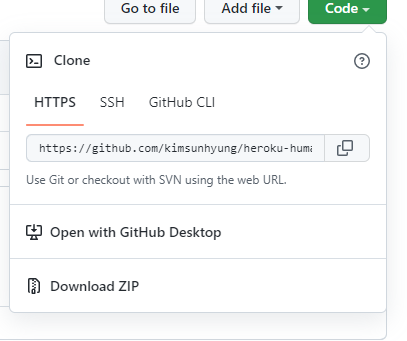 Go to file Add file Code
Clone
HTTPS SSH GitHub CLI
https://github.com/kimsunhyung/heroku-huma
Use Git or checkout with SVN using the web URL.
Open with GitHub Desktop
Download ZIP